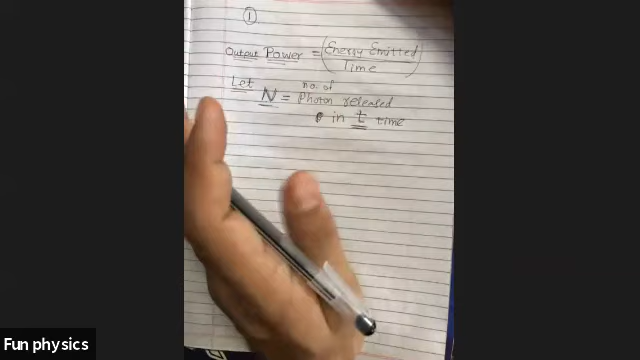 1
Output Power = (Energy Emitted
Time)
Let
no. of
N = Photon released
in t time
Fun physics